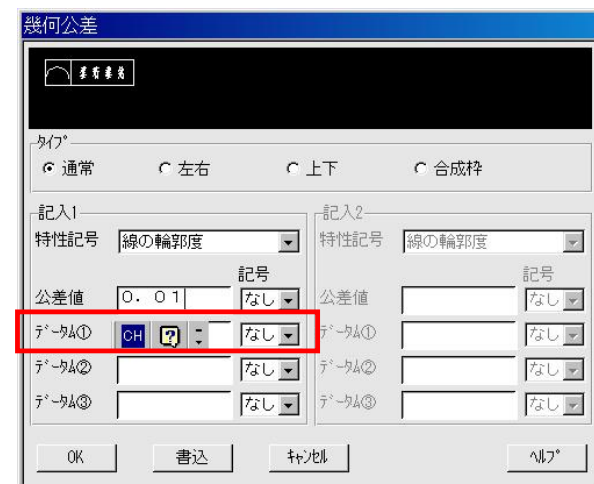 幾何公差
ﾀｲﾌﾟ
通常 左右 上下 合成枠
記入1 記入2
特性記号 線の輪郭度 特性記号 線の輪郭度
記号 記号
公差値 ０．０１ なし 公差値 なし
ﾃﾞｰﾀﾑ① CH なし ﾃﾞｰﾀﾑ① なし
ﾃﾞｰﾀﾑ② なし ﾃﾞｰﾀﾑ② なし
ﾃﾞｰﾀﾑ③ なし ﾃﾞｰﾀﾑ③ なし
OK 書込 ｷｬﾝｾﾙ ﾍﾙﾌﾟ